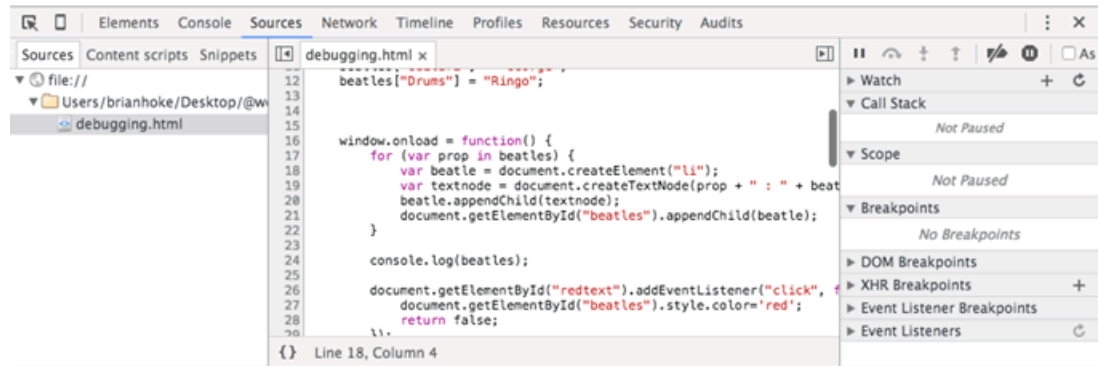 Elements Console Sources Network Timeline Profiles Resources Security Audits
Sources Content scripts Snippets
debugging.html ×
As
file://
Users/brianhoke/Desktop/@w
debugging.html
12 beatles["Drums"] = "Ringo";
13
14
15
16 window.onload = function() {
17 for (var prop in beatles) {
18 var beatle = document.createElement("li");
19 var textnode = document.createTextNode(prop + " : " + beat
20 beatle.appendChild(textnode);
21 document.getElementById("beatles").appendChild(beatle);
22 }
23
24 console.log(beatles);
25
26 document.getElementById("redtext").addEventListener("click", f
27 document.getElementById("beatles").style.color='red';
28 return false;
29 });
{} Line 18, Column 4
Watch
Call Stack
Not Paused
Scope
Not Paused
Breakpoints
No Breakpoints
DOM Breakpoints
XHR Breakpoints
Event Listener Breakpoints
Event Listeners